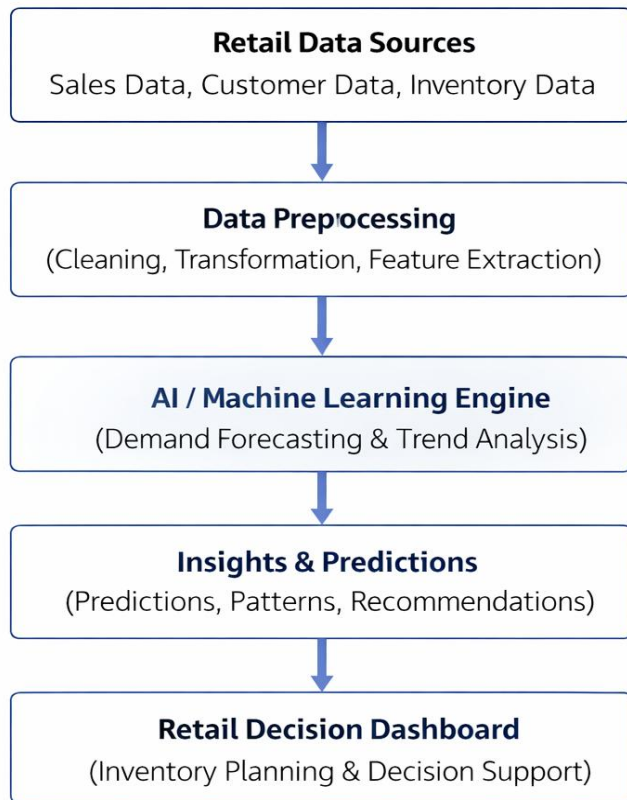 Retail Data Sources
Sales Data, Customer Data, Inventory Data
Data Preprocessing
(Cleaning, Transformation, Feature Extraction)
AI / Machine Learning Engine
(Demand Forecasting & Trend Analysis)
Insights & Predictions
(Predictions, Patterns, Recommendations)
Retail Decision Dashboard
(Inventory Planning & Decision Support)